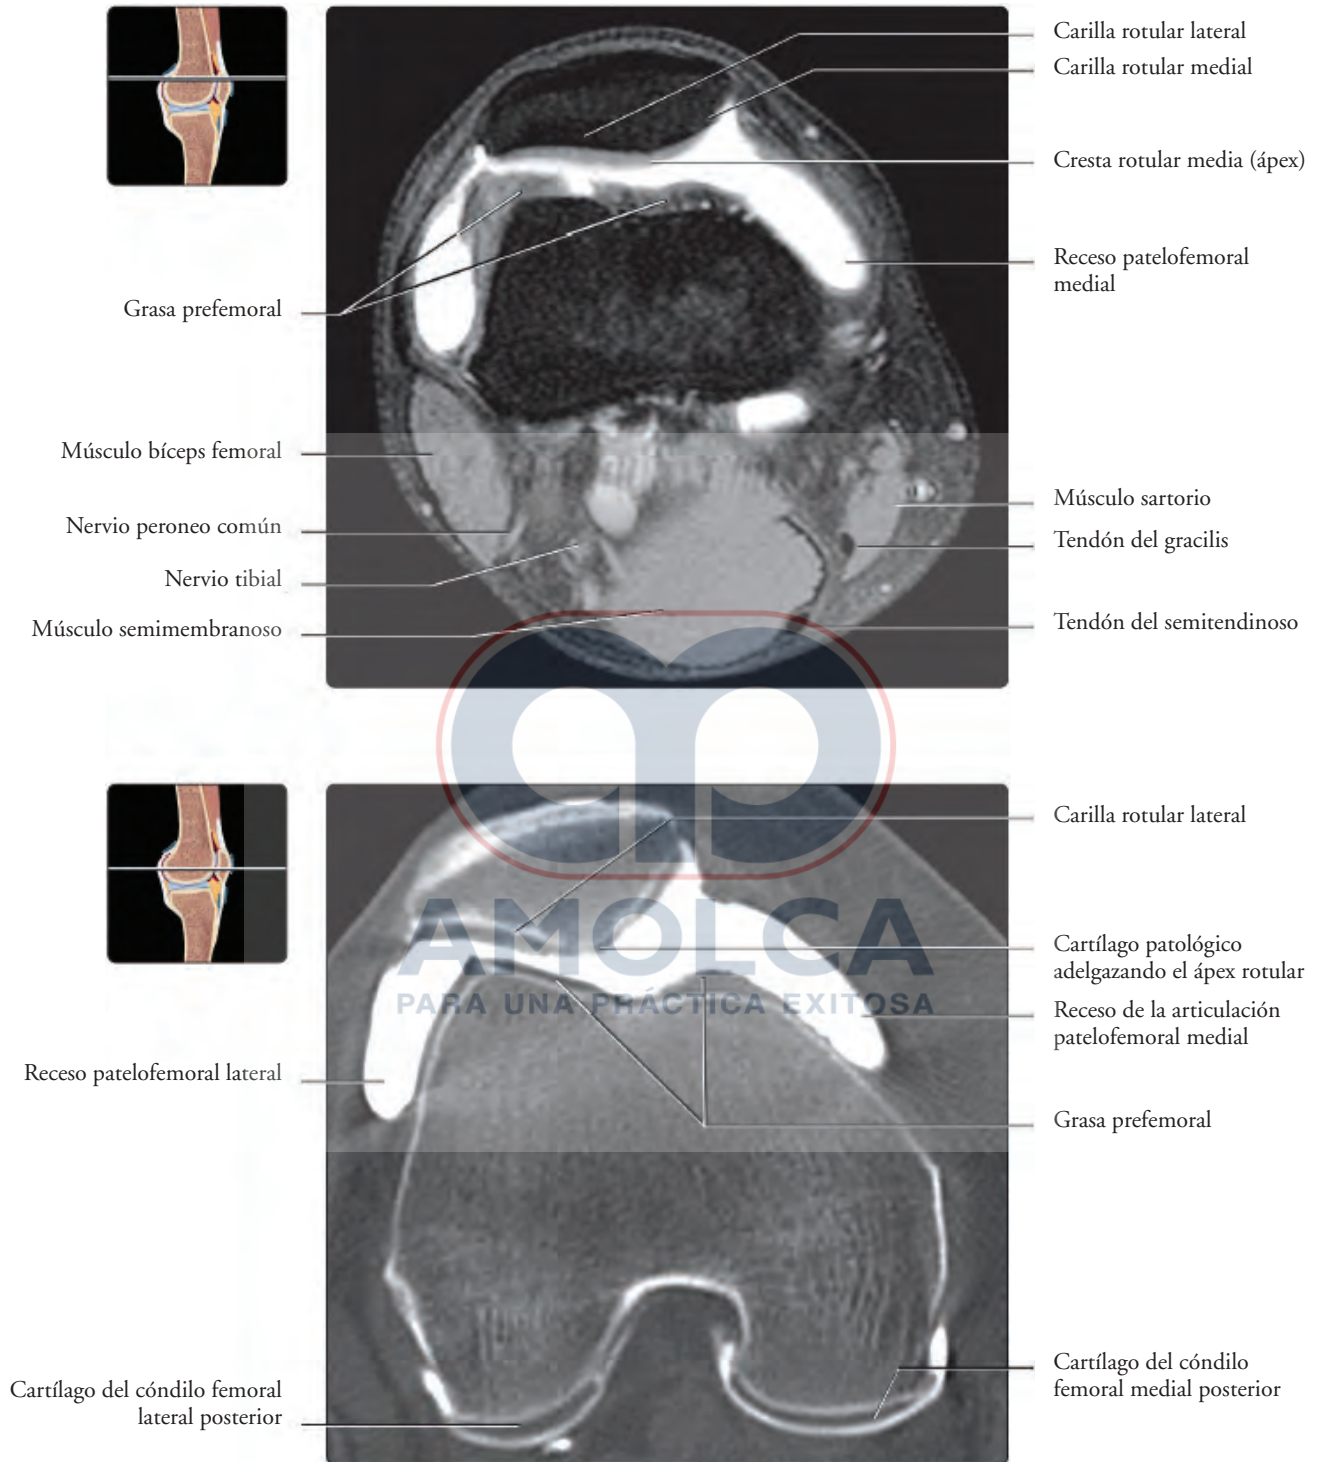 Carilla rotular lateral
Carilla rotular medial
Cresta rotular media (ápex)
Receso patelofemoral
medial
Grasa prefemoral
Músculo bíceps femoral
Nervio peroneo común
Nervio tibial
Músculo semimembranoso
Músculo sartorio
Tendón del gracilis
Tendón del semitendinoso
Carilla rotular lateral
Cartílago patológico
adelgazando el ápex rotular
Receso de la articulación
patelofemoral medial
Receso patelofemoral lateral
Grasa prefemoral
Cartílago del cóndilo femoral
lateral posterior
Cartílago del cóndilo
femoral medial posterior
AMOLCA
PARA UNA PRÁCTICA EXITOSA